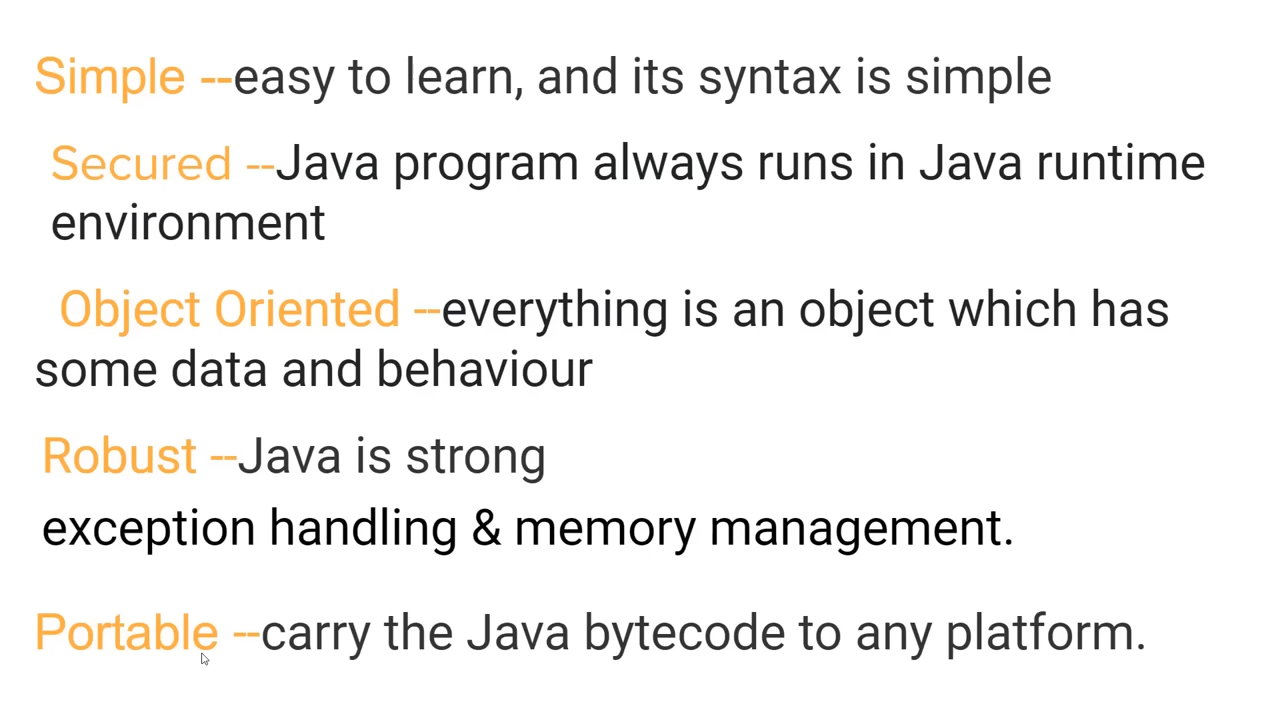 Simple --easy to learn, and its syntax is simple
Secured --Java program always runs in Java runtime
environment
Object Oriented --everything is an object which has
some data and behaviour
Robust --Java is strong
exception handling & memory management.
Portable --carry the Java bytecode to any platform.